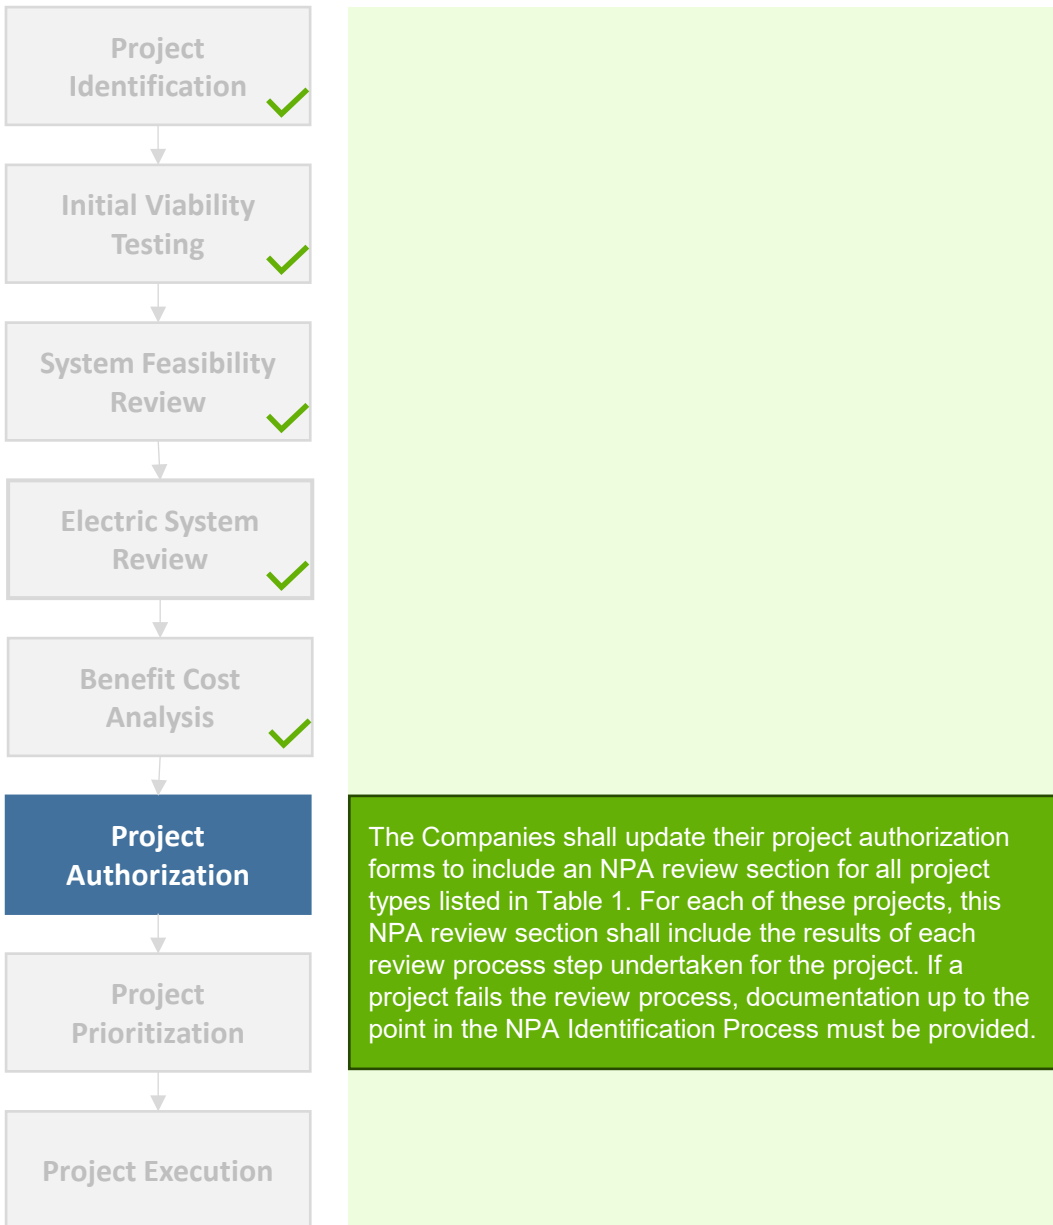 Project
Identification
Initial Viability
Testing
System Feasibility
Review
Electric System
Review
Benefit Cost
Analysis
Project
Authorization
The Companies shall update their project authorization
forms to include an NPA review section for all project
types listed in Table 1. For each of these projects, this
NPA review section shall include the results of each
review process step undertaken for the project. If a
project fails the review process, documentation up to the
point in the NPA Identification Process must be provided.
Project
Prioritization
Project Execution